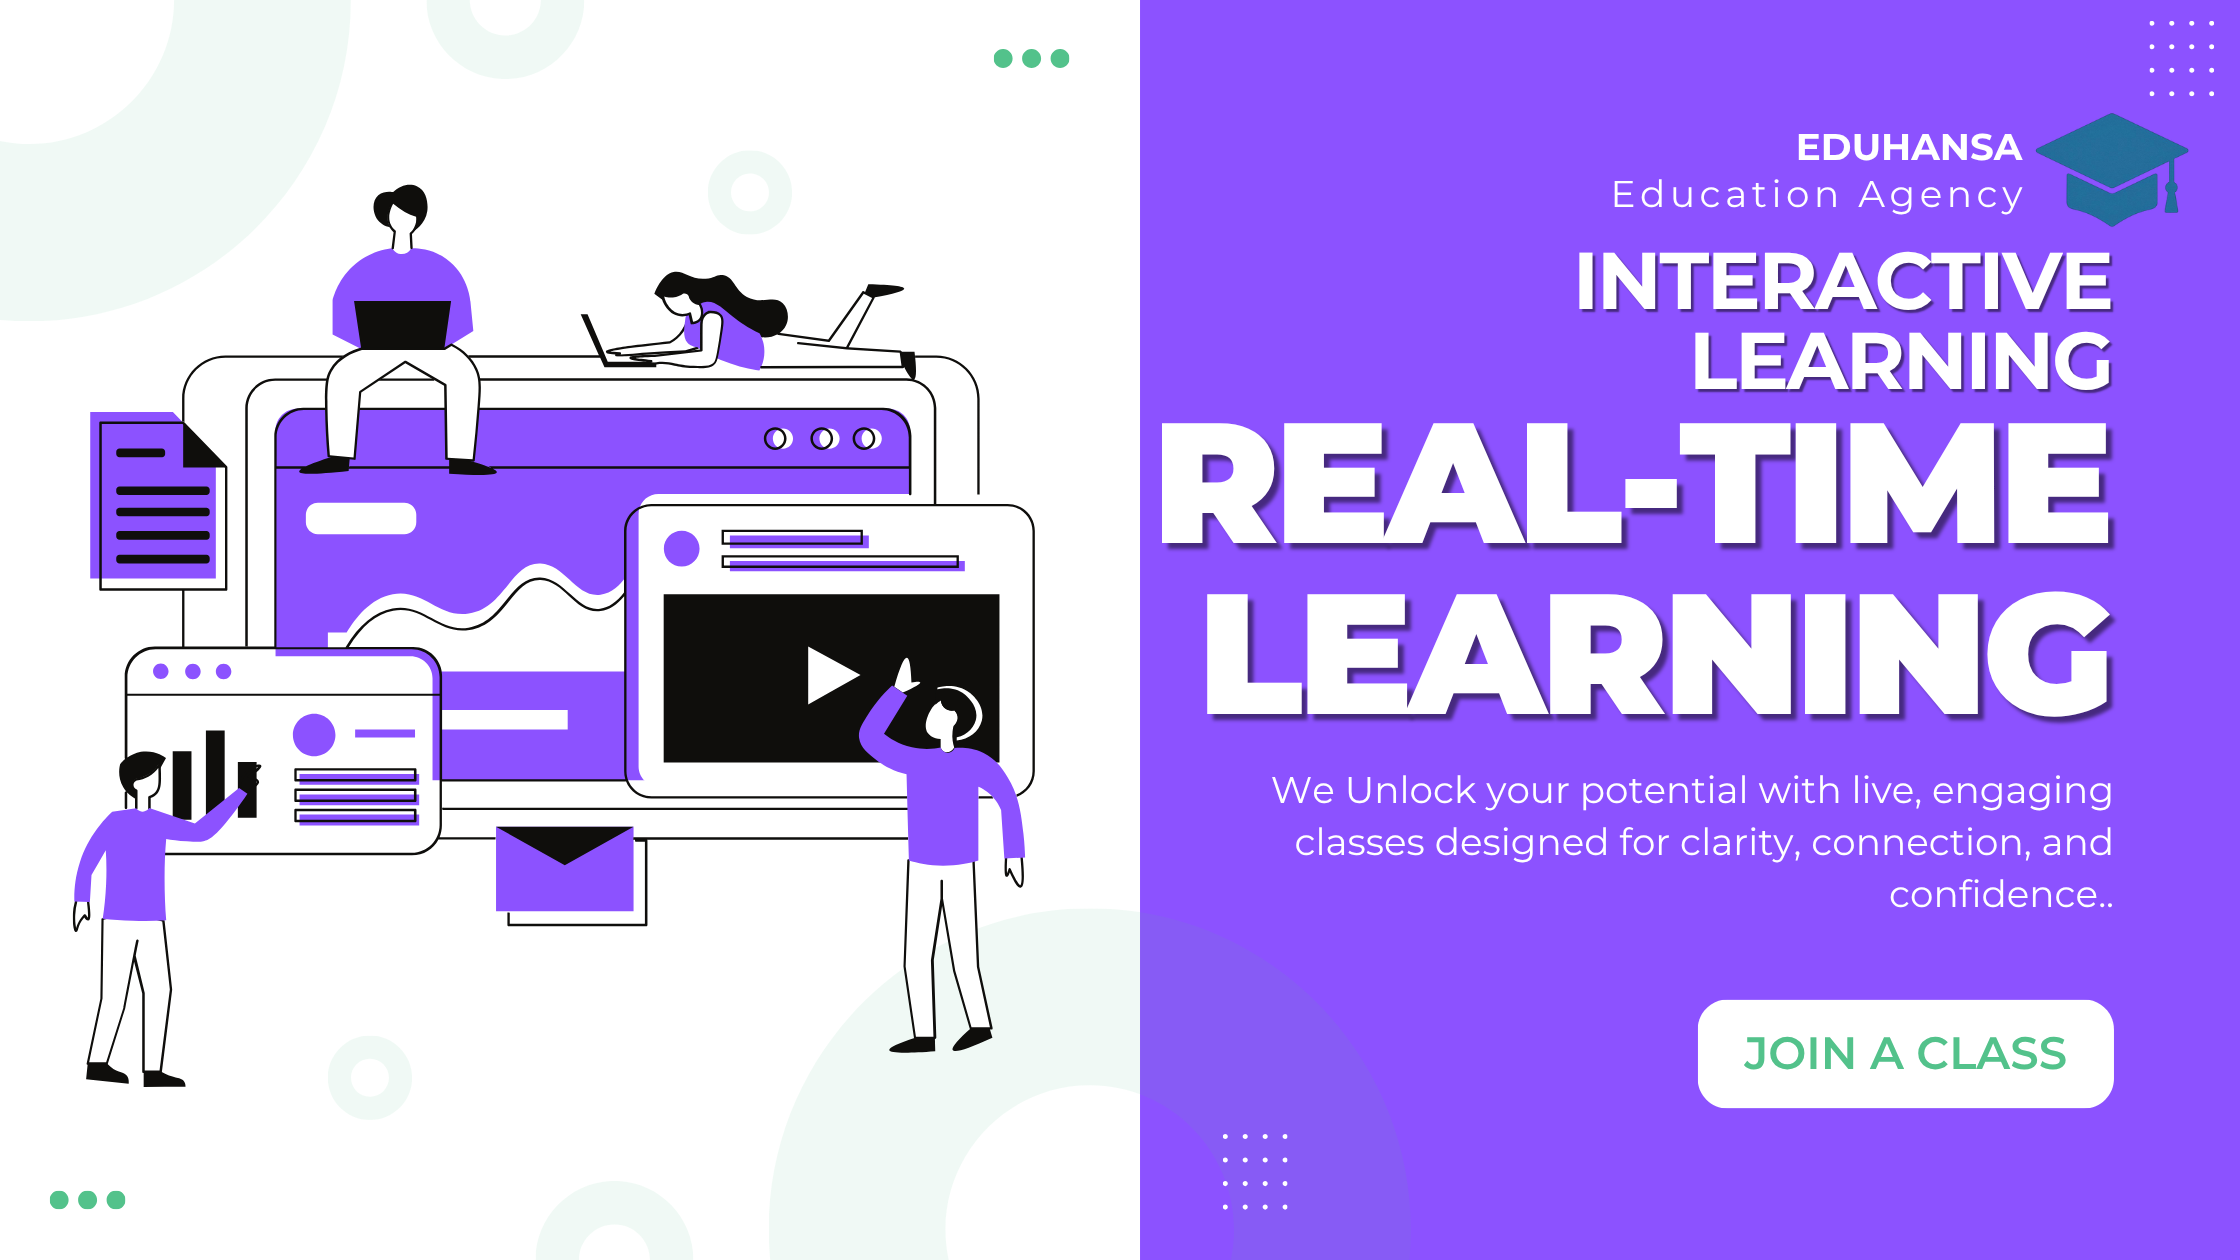 EDUHANSA
Education Agency
INTERACTIVE
LEARNING
REAL-TIME
LEARNING
We Unlock your potential with live, engaging
classes designed for clarity, connection, and
confidence..
JOIN A CLASS